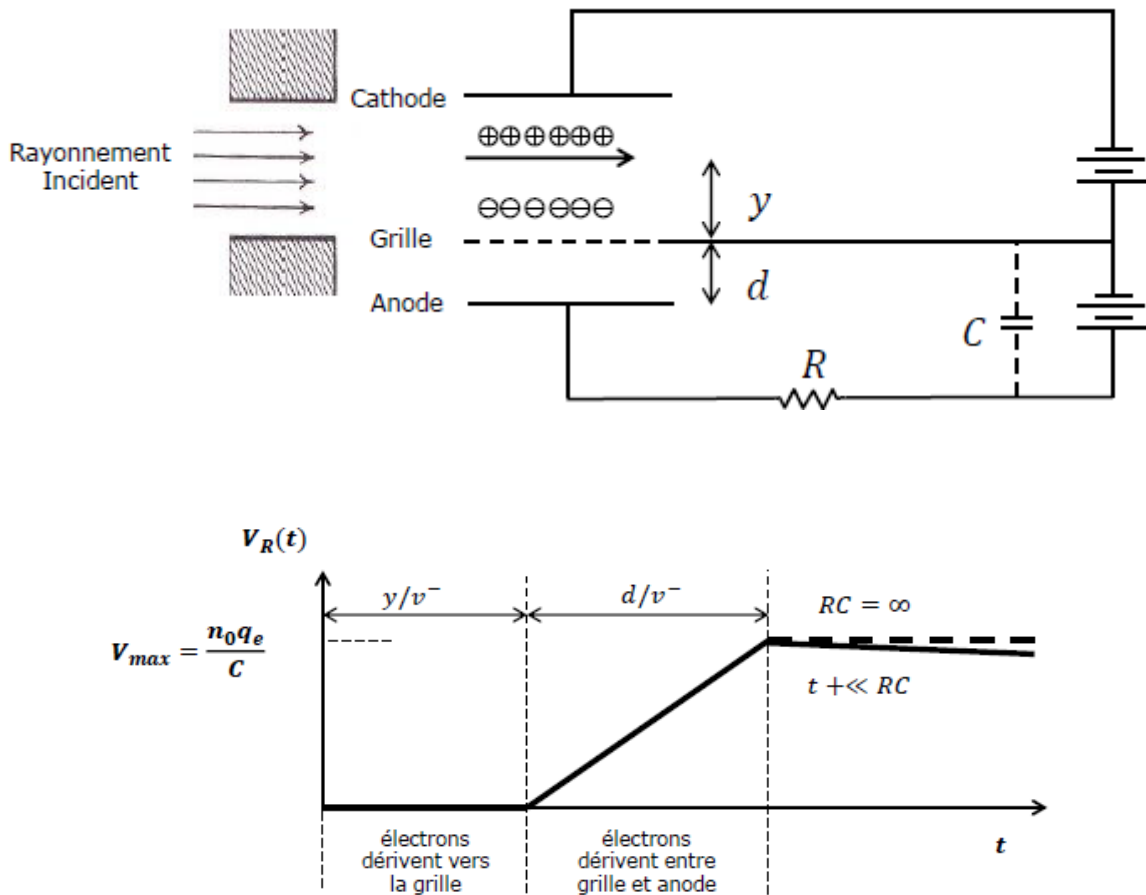 Cathode
Rayonnement
Incident
y
Grille
d
Anode
C
R
V_R(t)
y/v⁻
d/v⁻
RC = ∞
V_max = n₀q_e/C
t +≪ RC
électrons
dérivent vers
la grille
électrons
dérivent entre
grille et anode
t